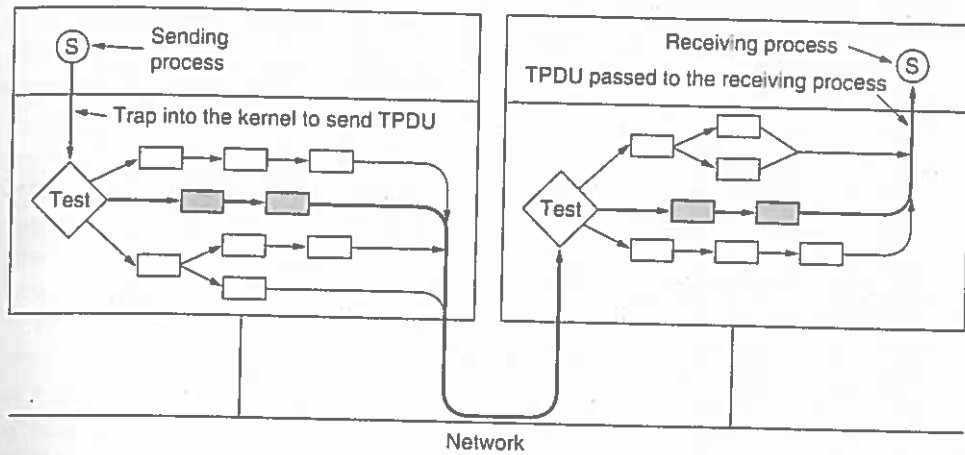 S
Sending
process
Trap into the kernel to send TPDU
Test
Receiving process
S
TPDU passed to the receiving process
Test
Network